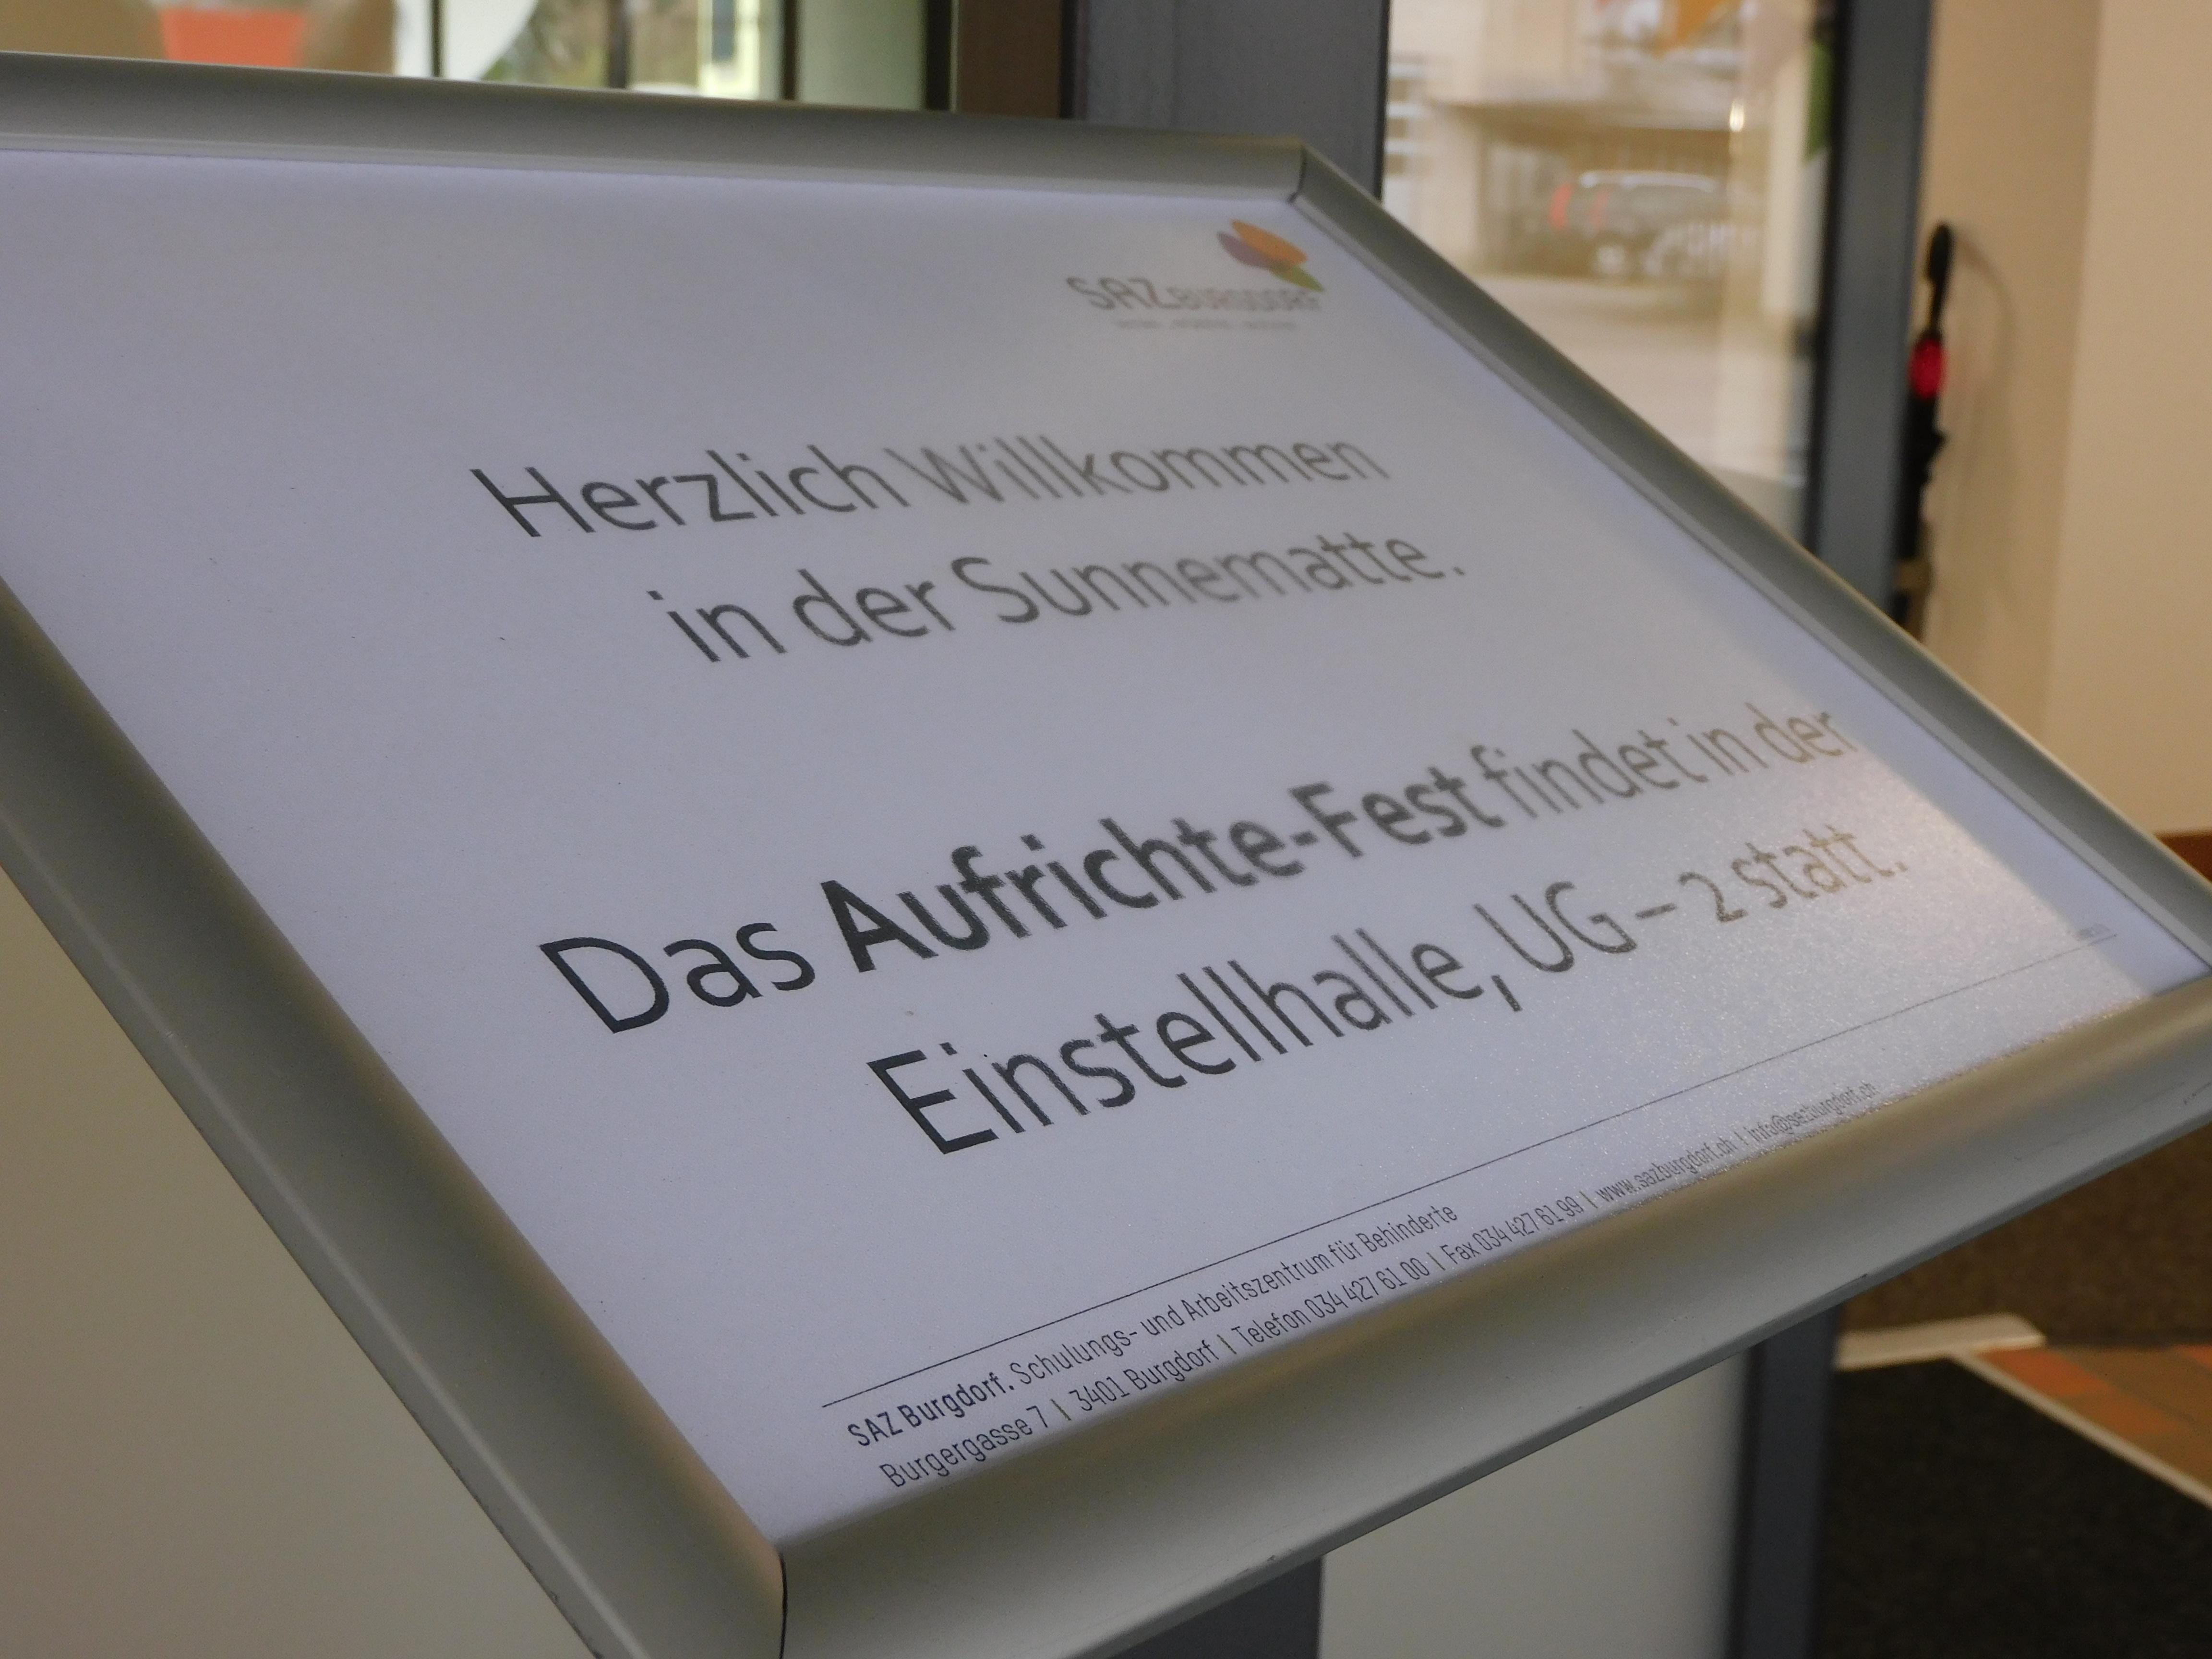 SAZ BURGDORF
Herzlich Willkommen
in der Sunnematte.
Das Aufrichte-Fest findet in der
Einstellhalle, UG – 2 statt.
SAZ Burgdorf. Schulungs- und Arbeitszentrum für Behinderte
Burgergasse 7 | 3401 Burgdorf | Telefon 034 427 61 00 | Fax 034 427 61 99 | www.sazburgdorf.ch | info@sazburgdorf.ch